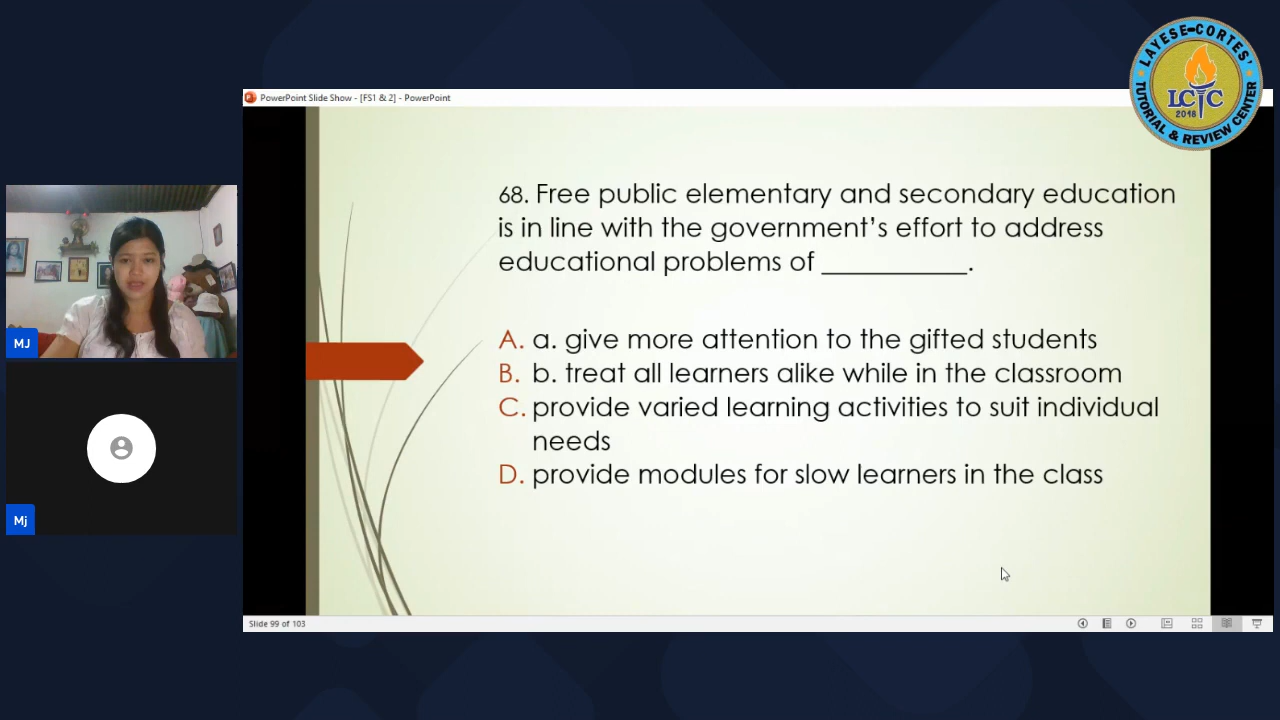 LAYESE-CORTES'
LCTC
2018
TUTORIAL & REVIEW CENTER
PowerPoint Slide Show - [FS1 & 2] - PowerPoint
68. Free public elementary and secondary education
is in line with the government’s effort to address
educational problems of ___________.
A. a. give more attention to the gifted students
B. b. treat all learners alike while in the classroom
C. provide varied learning activities to suit individual
needs
D. provide modules for slow learners in the class
MJ
Mj
Slide 99 of 103